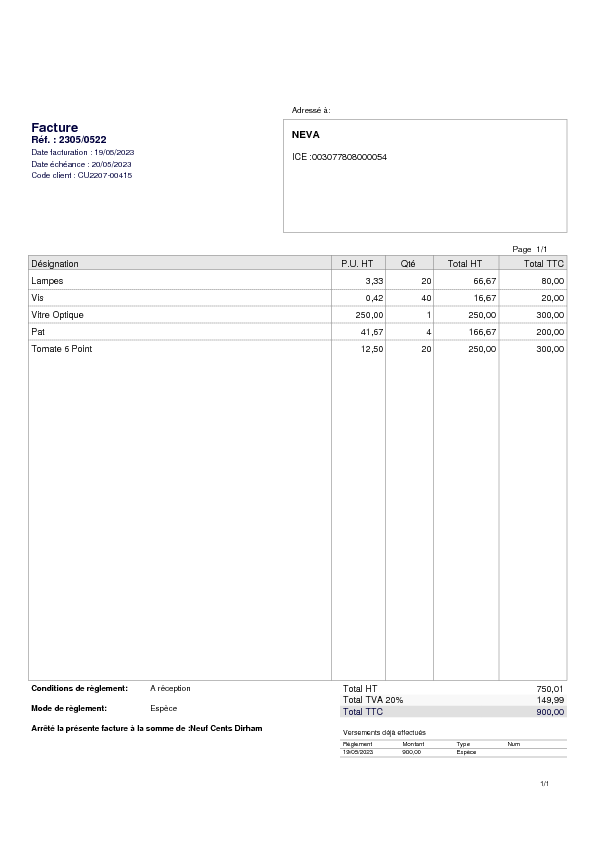 Adressé à:
Facture
Réf. : 2305/0522
Date facturation : 19/05/2023
Date échéance : 20/05/2023
Code client : CU2207-00415
NEVA
ICE :003077808000054
Page 1/1
Désignation P.U. HT Qté Total HT Total TTC
Lampes 3,33 20 66,67 80,00
Vis 0,42 40 16,67 20,00
Vitre Optique 250,00 1 250,00 300,00
Pat 41,67 4 166,67 200,00
Tomate 6 Point 12,50 20 250,00 300,00
Conditions de règlement: A réception
Mode de règlement: Espèce
Arrêté la présente facture à la somme de :Neuf Cents Dirham
Total HT 750,01
Total TVA 20% 149,99
Total TTC 900,00
Versements déjà effectués
Règlement Montant Type Num
19/05/2023 900,00 Espèce
1/1